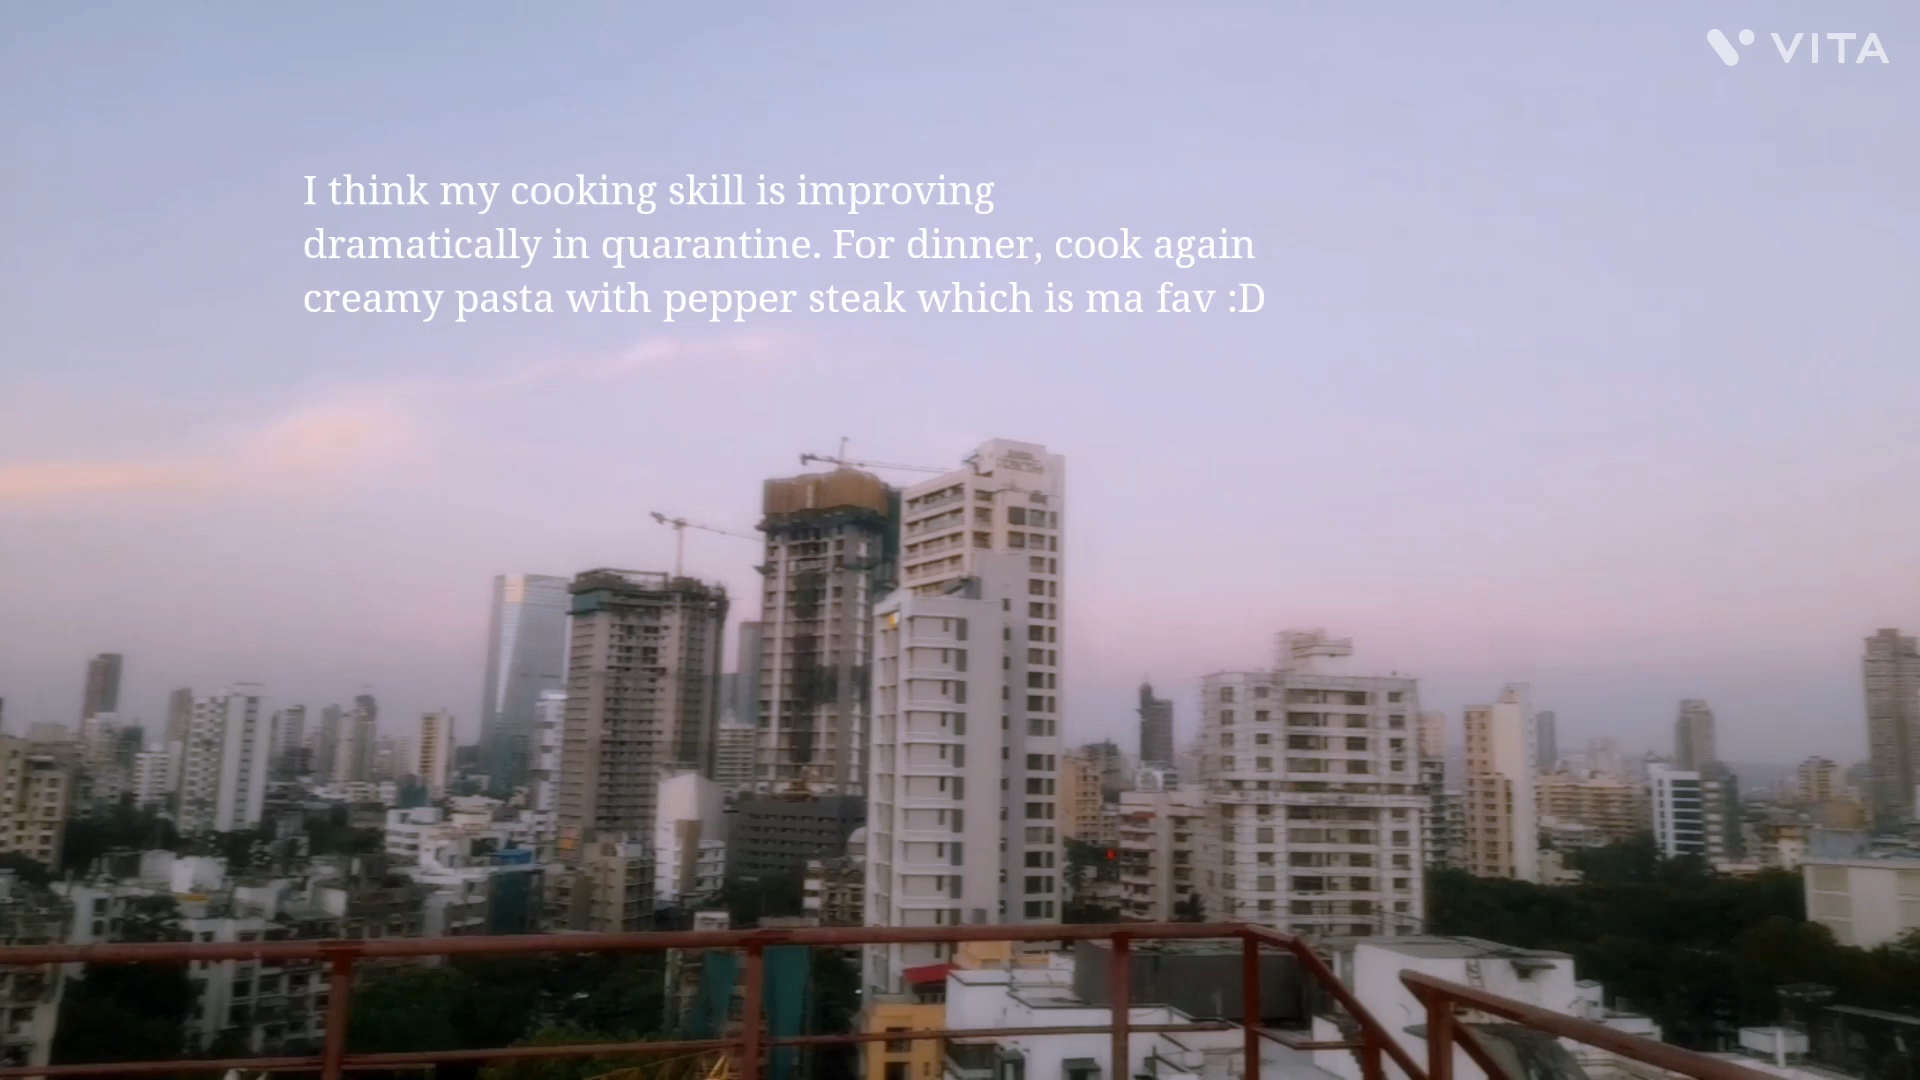 VITA
I think my cooking skill is improving
dramatically in quarantine. For dinner, cook again
creamy pasta with pepper steak which is ma fav :D